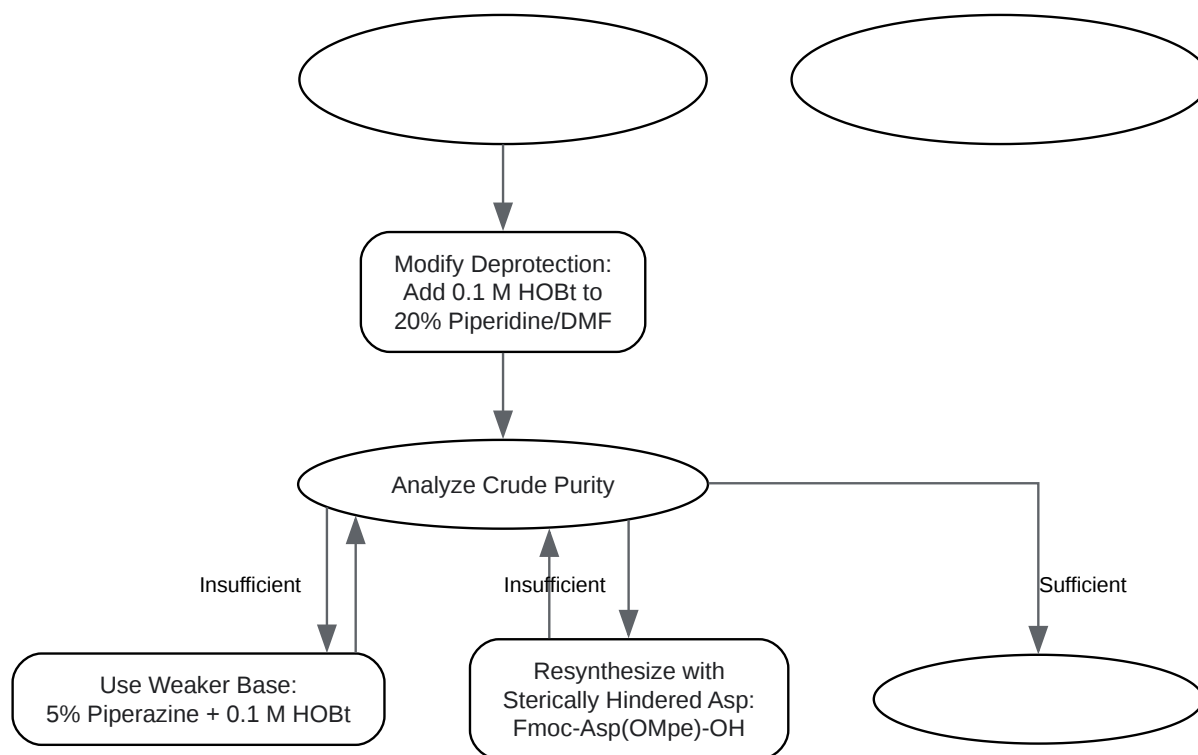 Modify Deprotection:
Add 0.1 M HOBt to
20% Piperidine/DMF
Analyze Crude Purity
Insufficient
Insufficient
Sufficient
Use Weaker Base:
5% Piperazine + 0.1 M HOBt
Resynthesize with
Sterically Hindered Asp:
Fmoc-Asp(OMpe)-OH